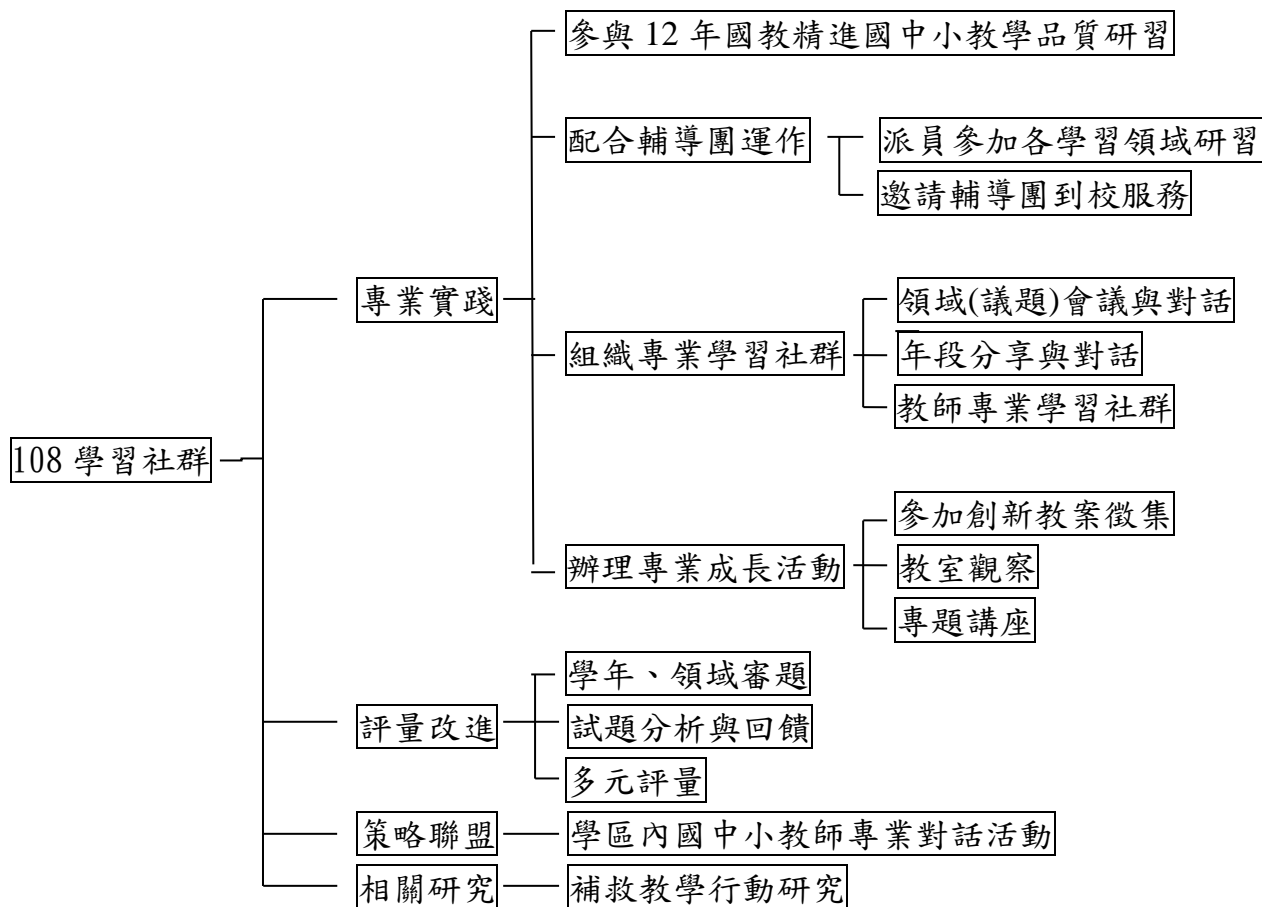 參與 12 年國教精進國中小教學品質研習
配合輔導團運作
派員參加各學習領域研習
邀請輔導團到校服務
專業實踐
領域(議題)會議與對話
組織專業學習社群
年段分享與對話
教師專業學習社群
108 學習社群
參加創新教案徵集
辦理專業成長活動
教室觀察
專題講座
學年、領域審題
評量改進
試題分析與回饋
多元評量
策略聯盟
學區內國中小教師專業對話活動
相關研究
補救教學行動研究